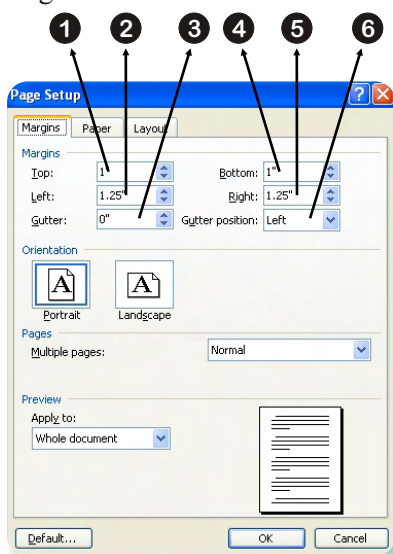 1 2 3 4 5 6
Page Setup
Margins Paper Layout
Margins
Top: 1" Bottom: 1"
Left: 1.25" Right: 1.25"
Gutter: 0" Gutter position: Left
Orientation
A A
Portrait Landscape
Pages
Multiple pages: Normal
Preview
Apply to:
Whole document
Default... OK Cancel